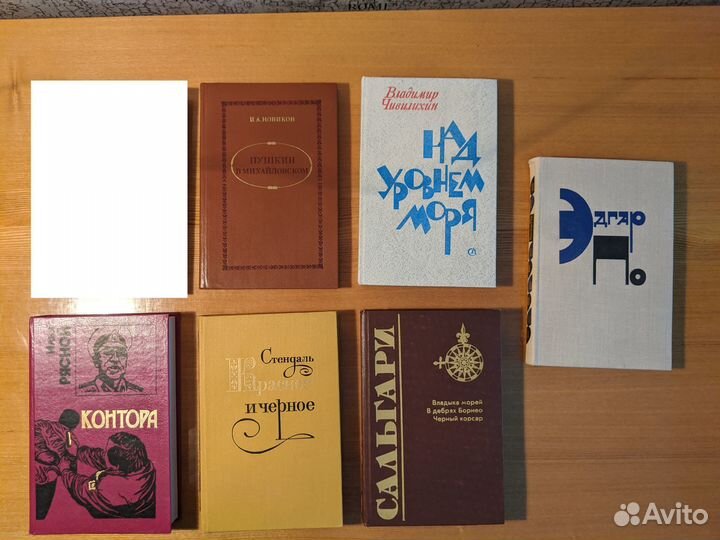 И.А.НОВИКОВ
ПУШКИН
В МИХАЙЛОВСКОМ
Владимир
Чивилихин
НАД
УРОВНЕМ
МОРЯ
ЭДГАР
ПО
РЯСНОЙ
КОНТОРА
Стендаль
Красное
и черное
САЛЬГАРИ
Владыка морей
В дебрях Борнео
Черный корсар
Avito